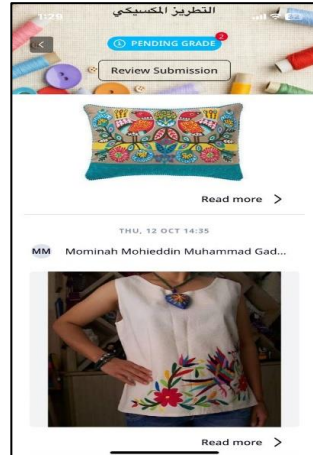 التطريز المكسيكي
1:29
2
PENDING GRADE
Review Submission
Read more >
THU, 12 OCT 14:35
MM Mominah Mohieddin Muhammad Gad...
Read more >